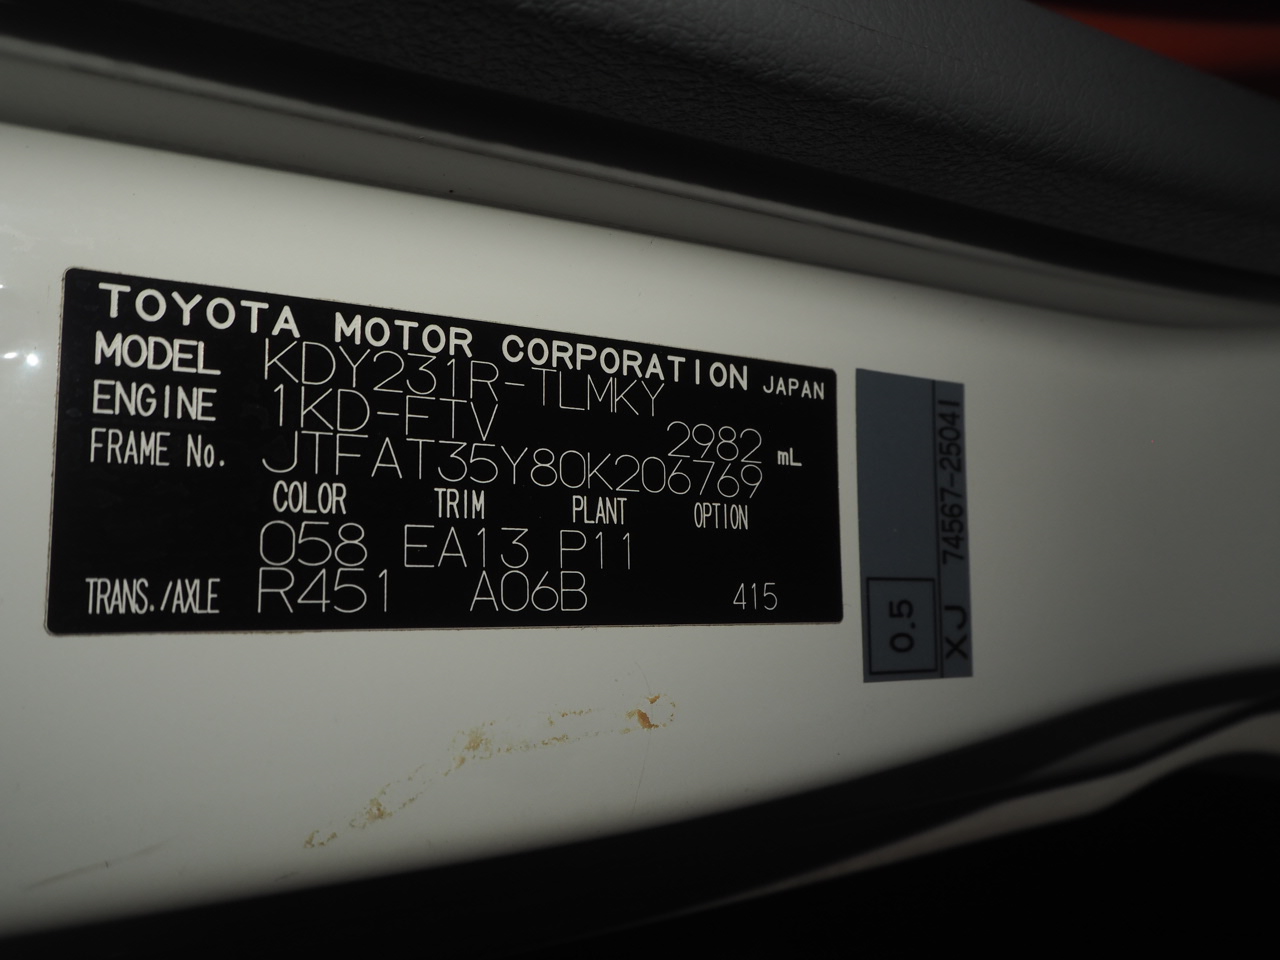 TOYOTA MOTOR CORPORATION JAPAN
MODEL KDY231R-TLMKY
ENGINE 1KD-FTV 2982 mL
FRAME No. JTFAT35Y80K206769
COLOR TRIM PLANT OPTION
058 EA13 P11
TRANS./AXLE R451 A06B 415
0.5
XJ 74567-25041